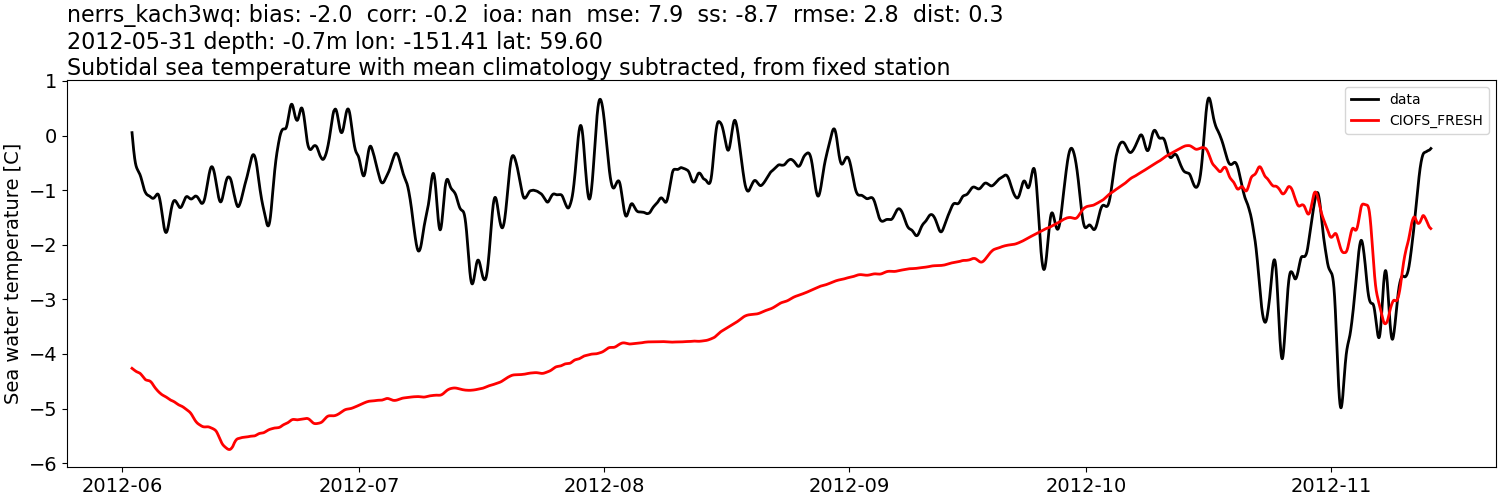 nerrs_kach3wq: bias: -2.0  corr: -0.2  ioa: nan  mse: 7.9  ss: -8.7  rmse: 2.8  dist: 0.3
2012-05-31 depth: -0.7m lon: -151.41 lat: 59.60
Subtidal sea temperature with mean climatology subtracted, from fixed station
data
CIOFS_FRESH
Sea water temperature [C]
1
0
−1
−2
−3
−4
−5
−6
2012-06
2012-07
2012-08
2012-09
2012-10
2012-11